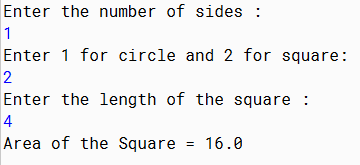 Enter the number of sides :
1
Enter 1 for circle and 2 for square:
2
Enter the length of the square :
4
Area of the Square = 16.0